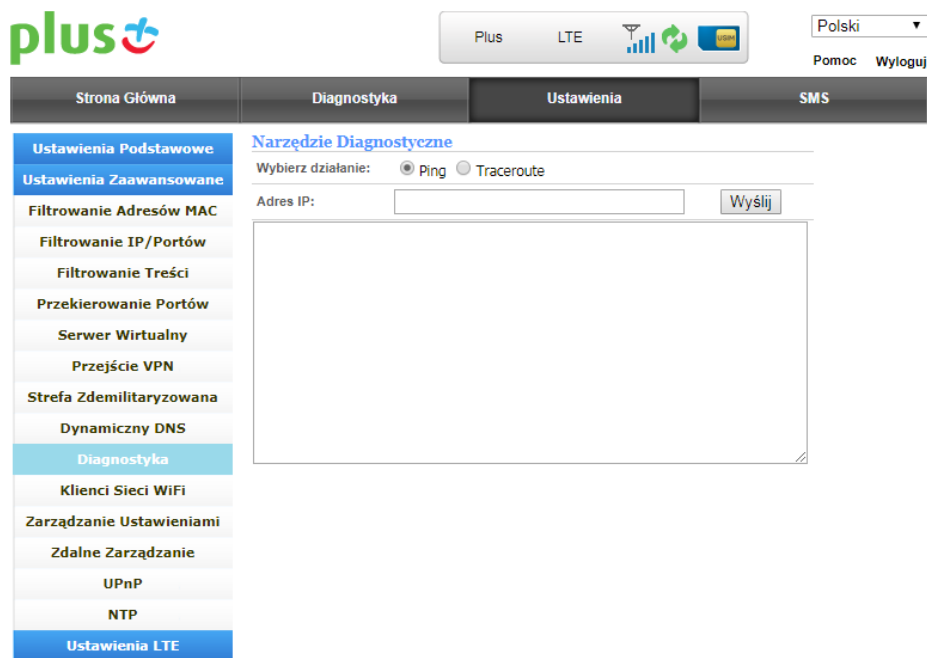 plus
Plus LTE USIM
Polski
Pomoc Wyloguj
Strona Główna Diagnostyka Ustawienia SMS
Ustawienia Podstawowe
Ustawienia Zaawansowane
Filtrowanie Adresów MAC
Filtrowanie IP/Portów
Filtrowanie Treści
Przekierowanie Portów
Serwer Wirtualny
Przejście VPN
Strefa Zdemilitaryzowana
Dynamiczny DNS
Diagnostyka
Klienci Sieci WiFi
Zarządzanie Ustawieniami
Zdalne Zarządzanie
UPnP
NTP
Ustawienia LTE
Narzędzie Diagnostyczne
Wybierz działanie: Ping Traceroute
Adres IP: Wyślij